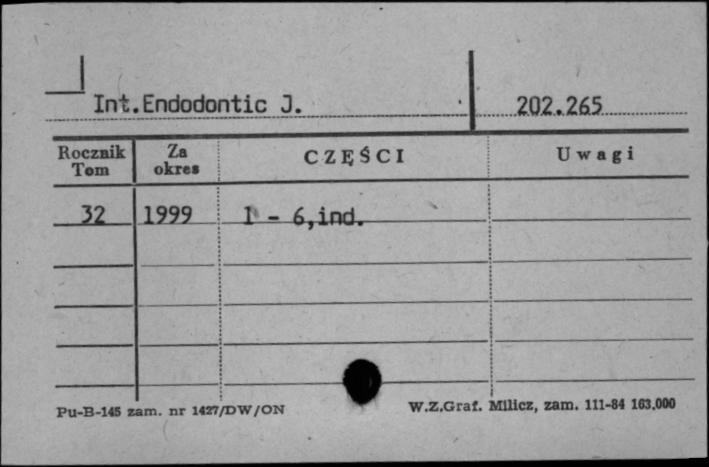 Int.Endodontic J. 202.265
Rocznik Tom Za okres CZĘŚCI Uwagi
32 1999 1 - 6,ind.
Pu-B-145 zam. nr 1427/DW/ON W.Z.Graf. Milicz, zam. 111-84 163.000